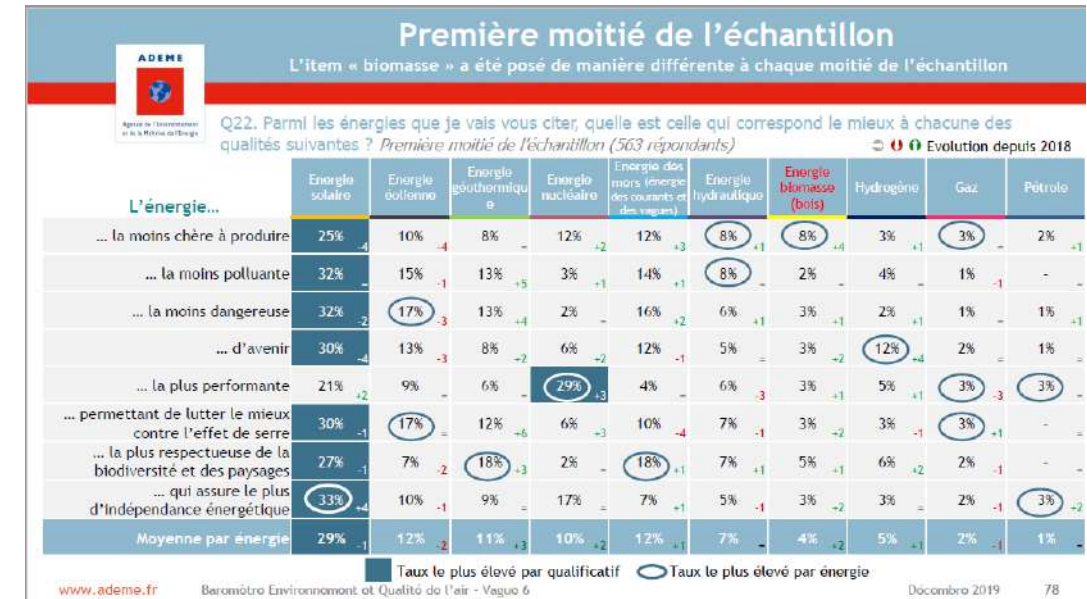 Première moitié de l'échantillon
L'item « biomasse » a été posé de manière différente à chaque moitié de l'échantillon
ADEME
Agence de l'Environnement
et de la Maîtrise de l'Energie
Q22. Parmi les énergies que je vais vous citer, quelle est celle qui correspond le mieux à chacune des
qualités suivantes ? Première moitié de l'échantillon (563 répondants)
Evolution depuis 2018
L'énergie...
Energie solaire
Energie éolienne
Energie géothermique
Energie nucléaire
Energie des mers (énergie des courants et des vagues)
Energie hydraulique
Energie biomasse (bois)
Hydrogène
Gaz
Pétrole
... la moins chère à produire 25% -4 10% -4 8% = 12% +2 12% +3 8% +1 8% +4 3% +1 3% = 2% +1
... la moins polluante 32% = 15% -1 13% +5 3% +1 14% +1 8% = 2% = 4% = 1% -1 - =
... la moins dangereuse 32% -2 17% -3 13% +4 2% = 16% +2 6% +1 3% +1 2% +1 1% = 1% +1
... d'avenir 30% -4 13% -3 8% +2 6% +2 12% -1 5% = 3% +2 12% +4 2% = 1% =
... la plus performante 21% +2 9% = 6% = 29% +3 4% = 6% -3 3% +1 5% +1 3% -3 3% =
... permettant de lutter le mieux contre l'effet de serre 30% -1 17% = 12% +6 6% +3 10% -4 7% -1 3% +2 3% -1 3% +1 - =
... la plus respectueuse de la biodiversité et des paysages 27% -1 7% -2 18% +3 2% = 18% +1 7% +1 5% +1 6% +2 2% -1 - =
... qui assure le plus d'indépendance énergétique 33% +4 10% -1 9% = 17% = 7% +1 5% -1 3% +2 3% = 2% -1 3% +2
Moyenne par énergie 29% -1 12% -2 11% +3 10% +2 12% +1 7% = 4% +2 5% +1 2% -1 1% =
Taux le plus élevé par qualificatif Taux le plus élevé par énergie
www.ademe.fr Baromètre Environnement et Qualité de l'air - Vague 6 Décembre 2019 78